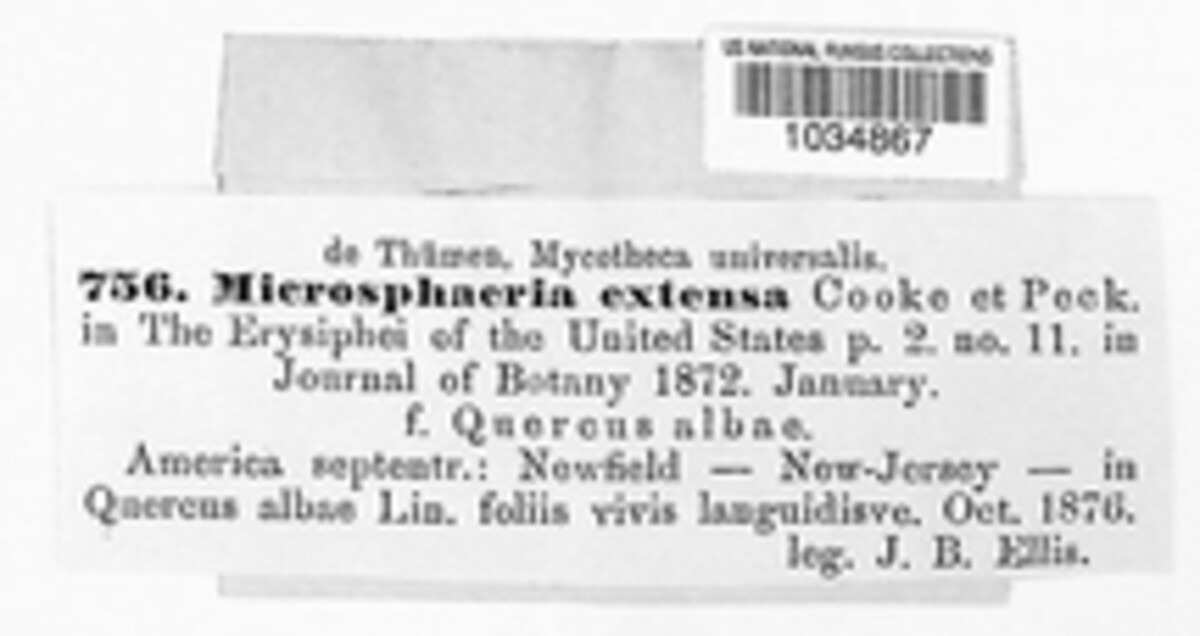 US NATIONAL FUNGUS COLLECTIONS
1034867
de Thümen, Mycotheca universalis.
756. Microsphaeria extensa Cooke et Peck.
in The Erysiphei of the United States p. 2. no. 11. in
Journal of Botany 1872. January.
f. Quercus albae.
America septentr.: Newfield — New-Jersey — in
Quercus albae Lin. foliis vivis languidisve. Oct. 1876.
leg. J. B. Ellis.